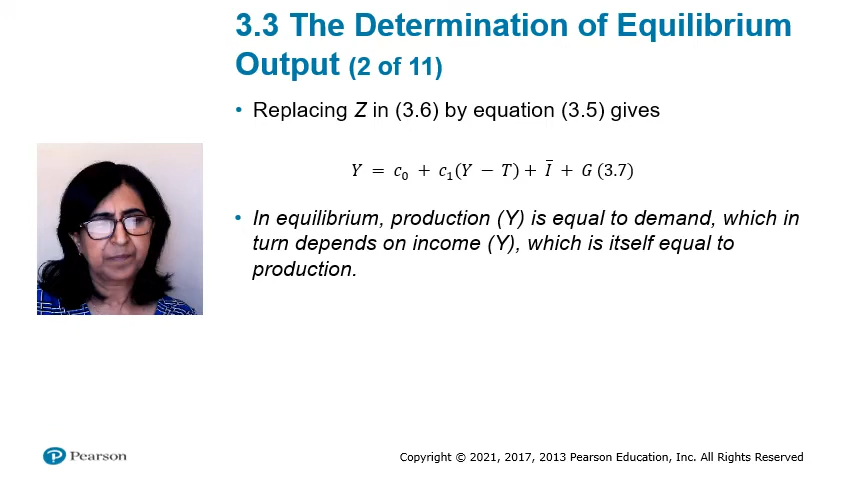 3.3 The Determination of Equilibrium
Output (2 of 11)
• Replacing Z in (3.6) by equation (3.5) gives
Y = c₀ + c₁(Y − T) + Ī + G (3.7)
• In equilibrium, production (Y) is equal to demand, which in
turn depends on income (Y), which is itself equal to
production.
Pearson
Copyright © 2021, 2017, 2013 Pearson Education, Inc. All Rights Reserved